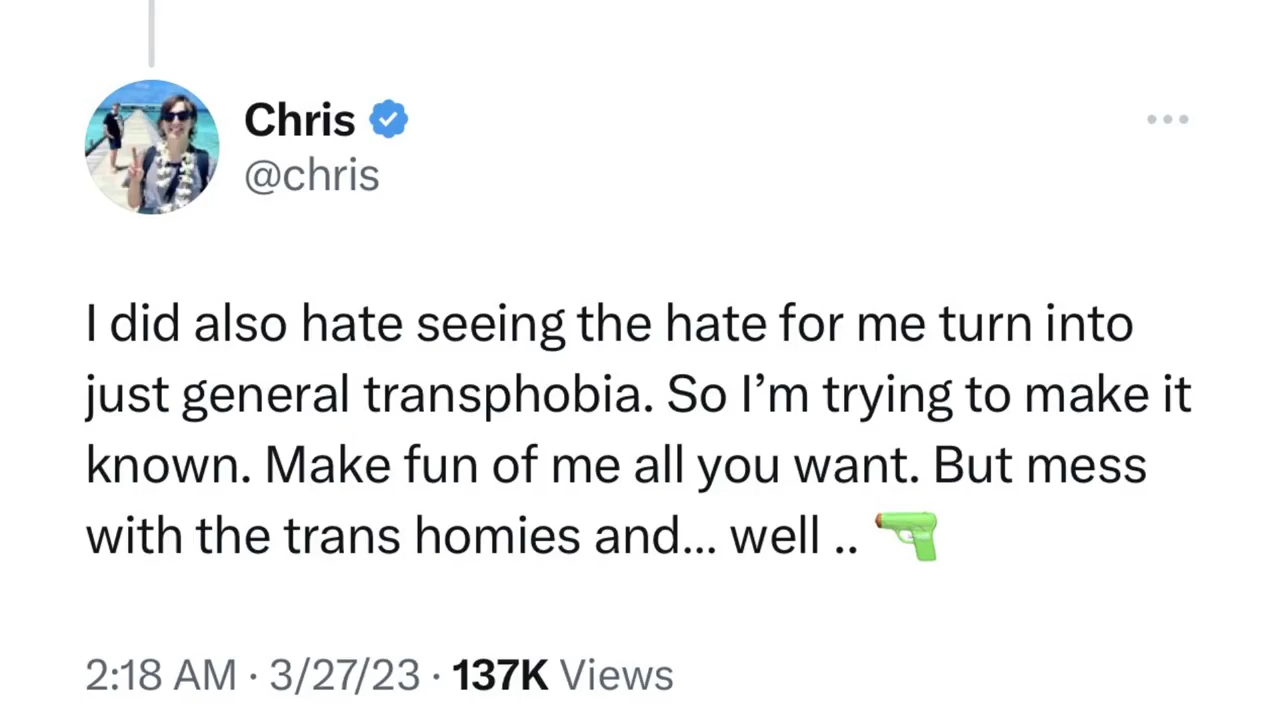 Chris
@chris
I did also hate seeing the hate for me turn into
just general transphobia. So I’m trying to make it
known. Make fun of me all you want. But mess
with the trans homies and... well .. 🔫
2:18 AM · 3/27/23 · 137K Views